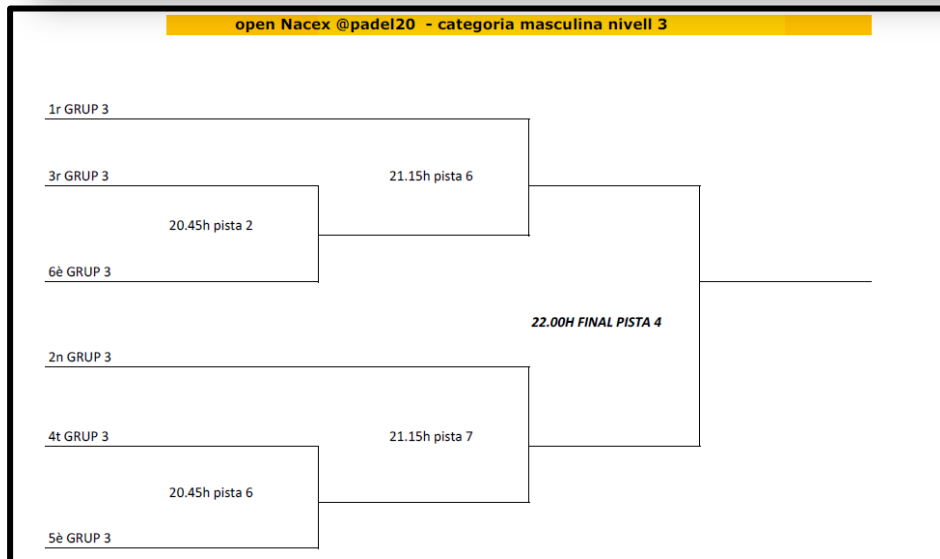 open Nacex @padel20 - categoria masculina nivell 3
1r GRUP 3
3r GRUP 3
21.15h pista 6
20.45h pista 2
6è GRUP 3
22.00H FINAL PISTA 4
2n GRUP 3
4t GRUP 3
21.15h pista 7
20.45h pista 6
5è GRUP 3